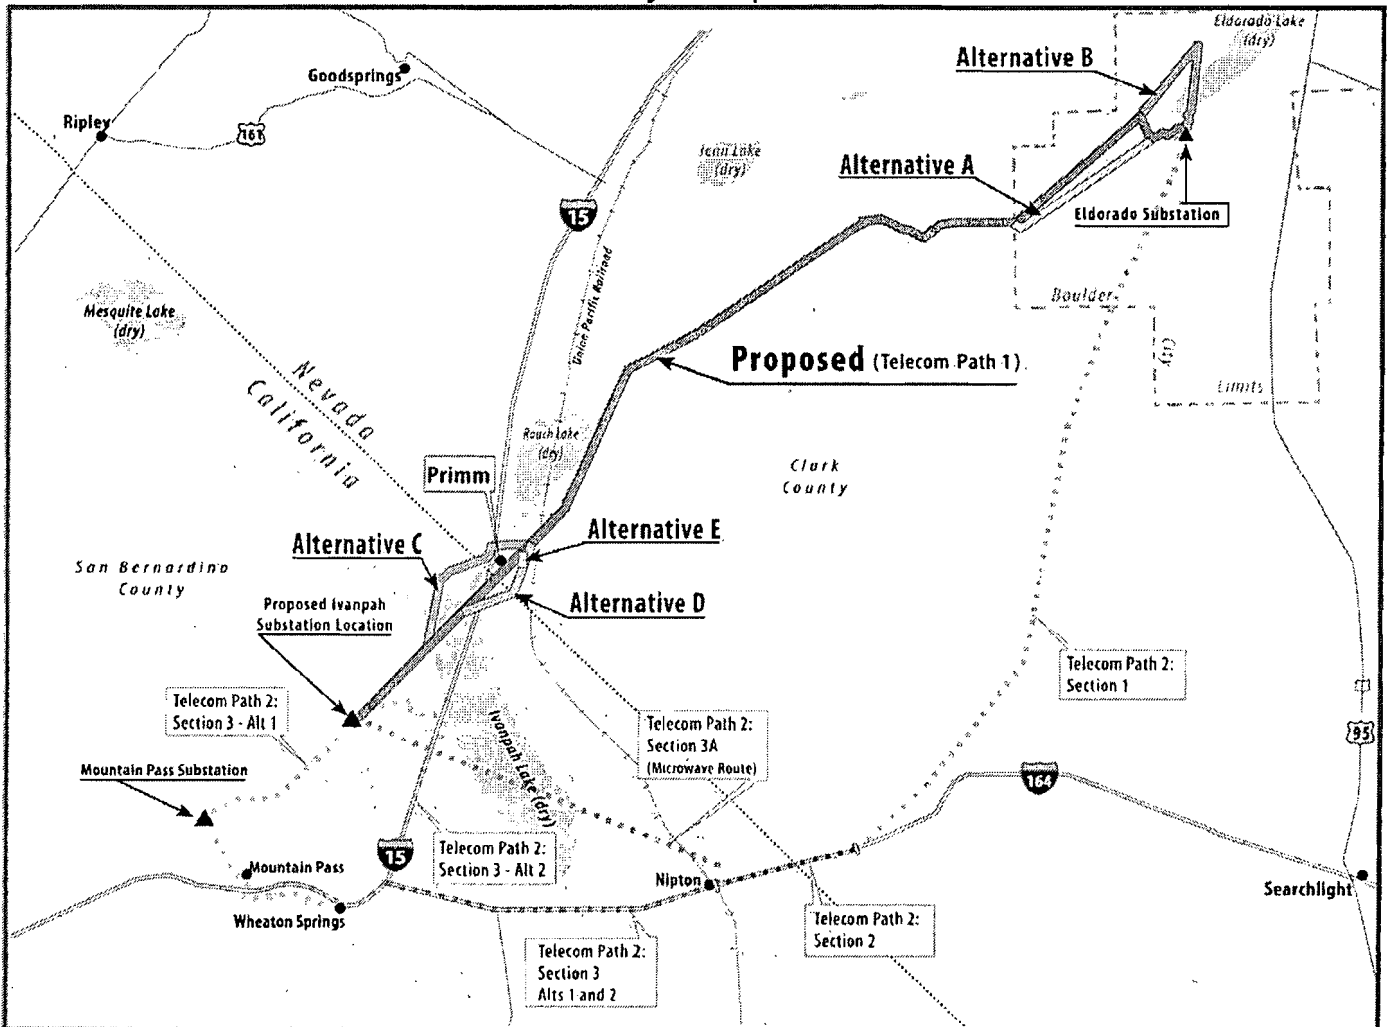 Eldorado Lake
(dry)
Alternative B
Goodsprings
Ripley
161
Jean Lake
(dry)
Alternative A
15
Eldorado Substation
Union Pacific Railroad
Mesquite Lake
(dry)
Boulder
City
Limits
Proposed (Telecom Path 1)
Nevada
California
Roach Lake
(dry)
Primm
Clark
County
Alternative E
Alternative C
San Bernardino
County
Proposed Ivanpah
Substation Location
Alternative D
Telecom Path 2:
Section 1
Telecom Path 2:
Section 3 - Alt 1
Ivanpah Lake (dry)
Telecom Path 2:
Section 3A
(Microwave Route)
95
Mountain Pass Substation
164
Telecom Path 2:
Section 3 - Alt 2
15
Mountain Pass
Nipton
Searchlight
Wheaton Springs
Telecom Path 2:
Section 2
Telecom Path 2:
Section 3
Alts 1 and 2